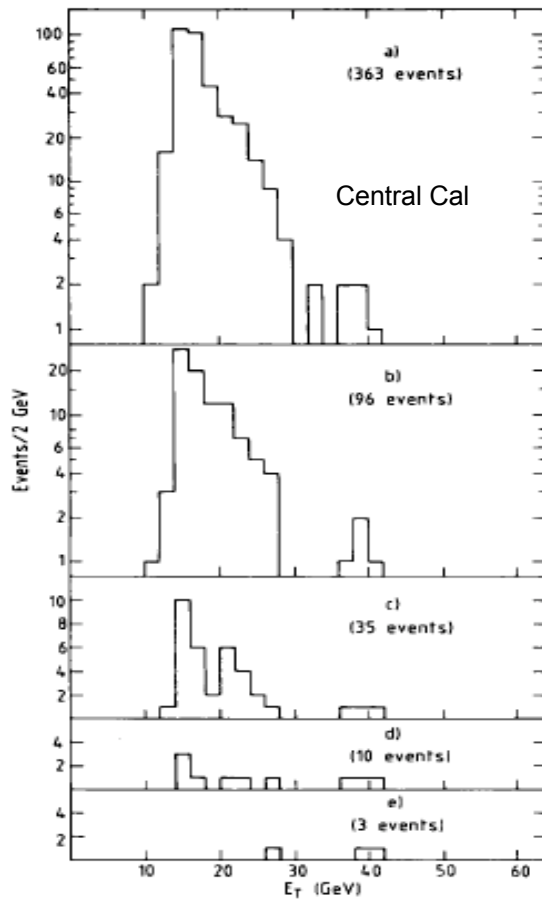 100
60
40
20
10
6
4
2
1
a)
(363 events)
Central Cal
20
10
4
2
1
b)
(96 events)
Events/2 GeV
10
8
6
4
2
c)
(35 events)
4
2
d)
(10 events)
4
2
e)
(3 events)
10 20 30 40 50 60
E_T (GeV)